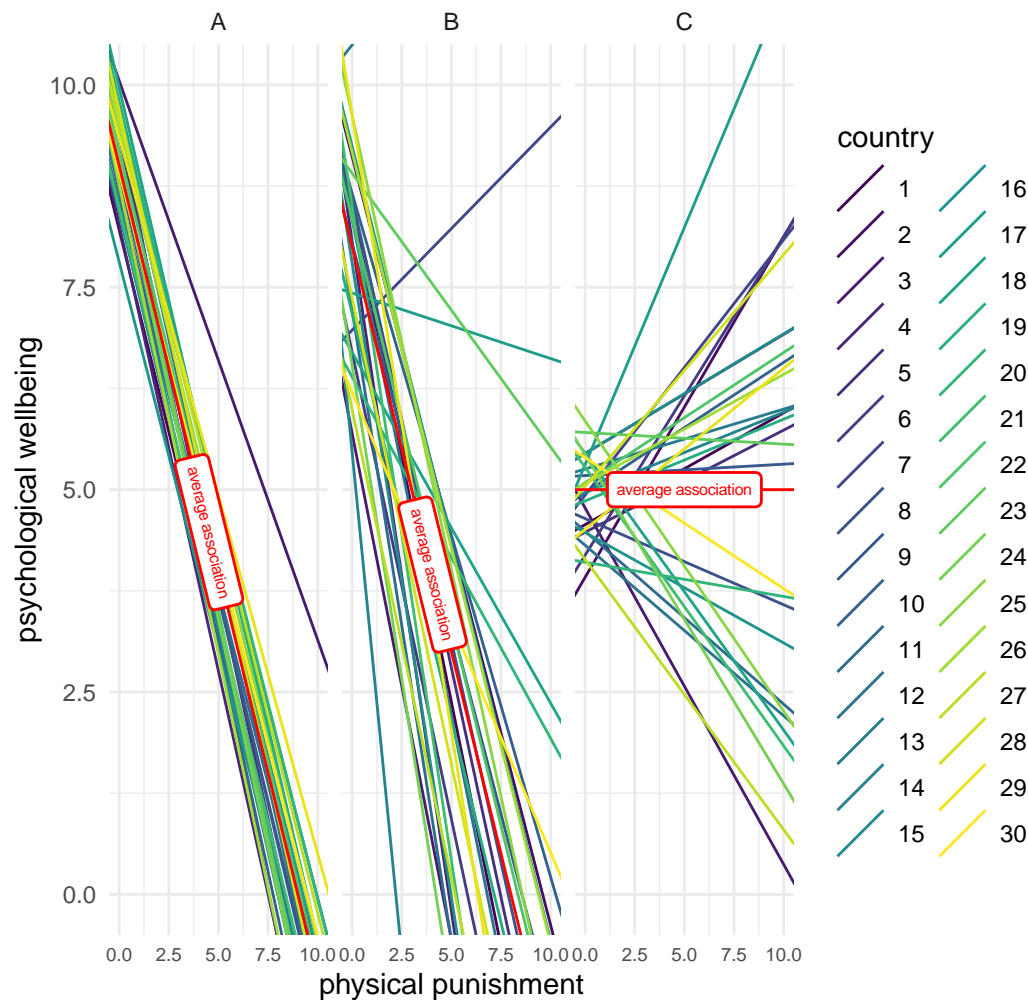 A B C
psychological wellbeing
10.0
7.5
5.0
2.5
0.0
average association
average association
average association
0.0 2.5 5.0 7.5 10.0 0.0 2.5 5.0 7.5 10.0 0.0 2.5 5.0 7.5 10.0
physical punishment
country
1 16
2 17
3 18
4 19
5 20
6 21
7 22
8 23
9 24
10 25
11 26
12 27
13 28
14 29
15 30